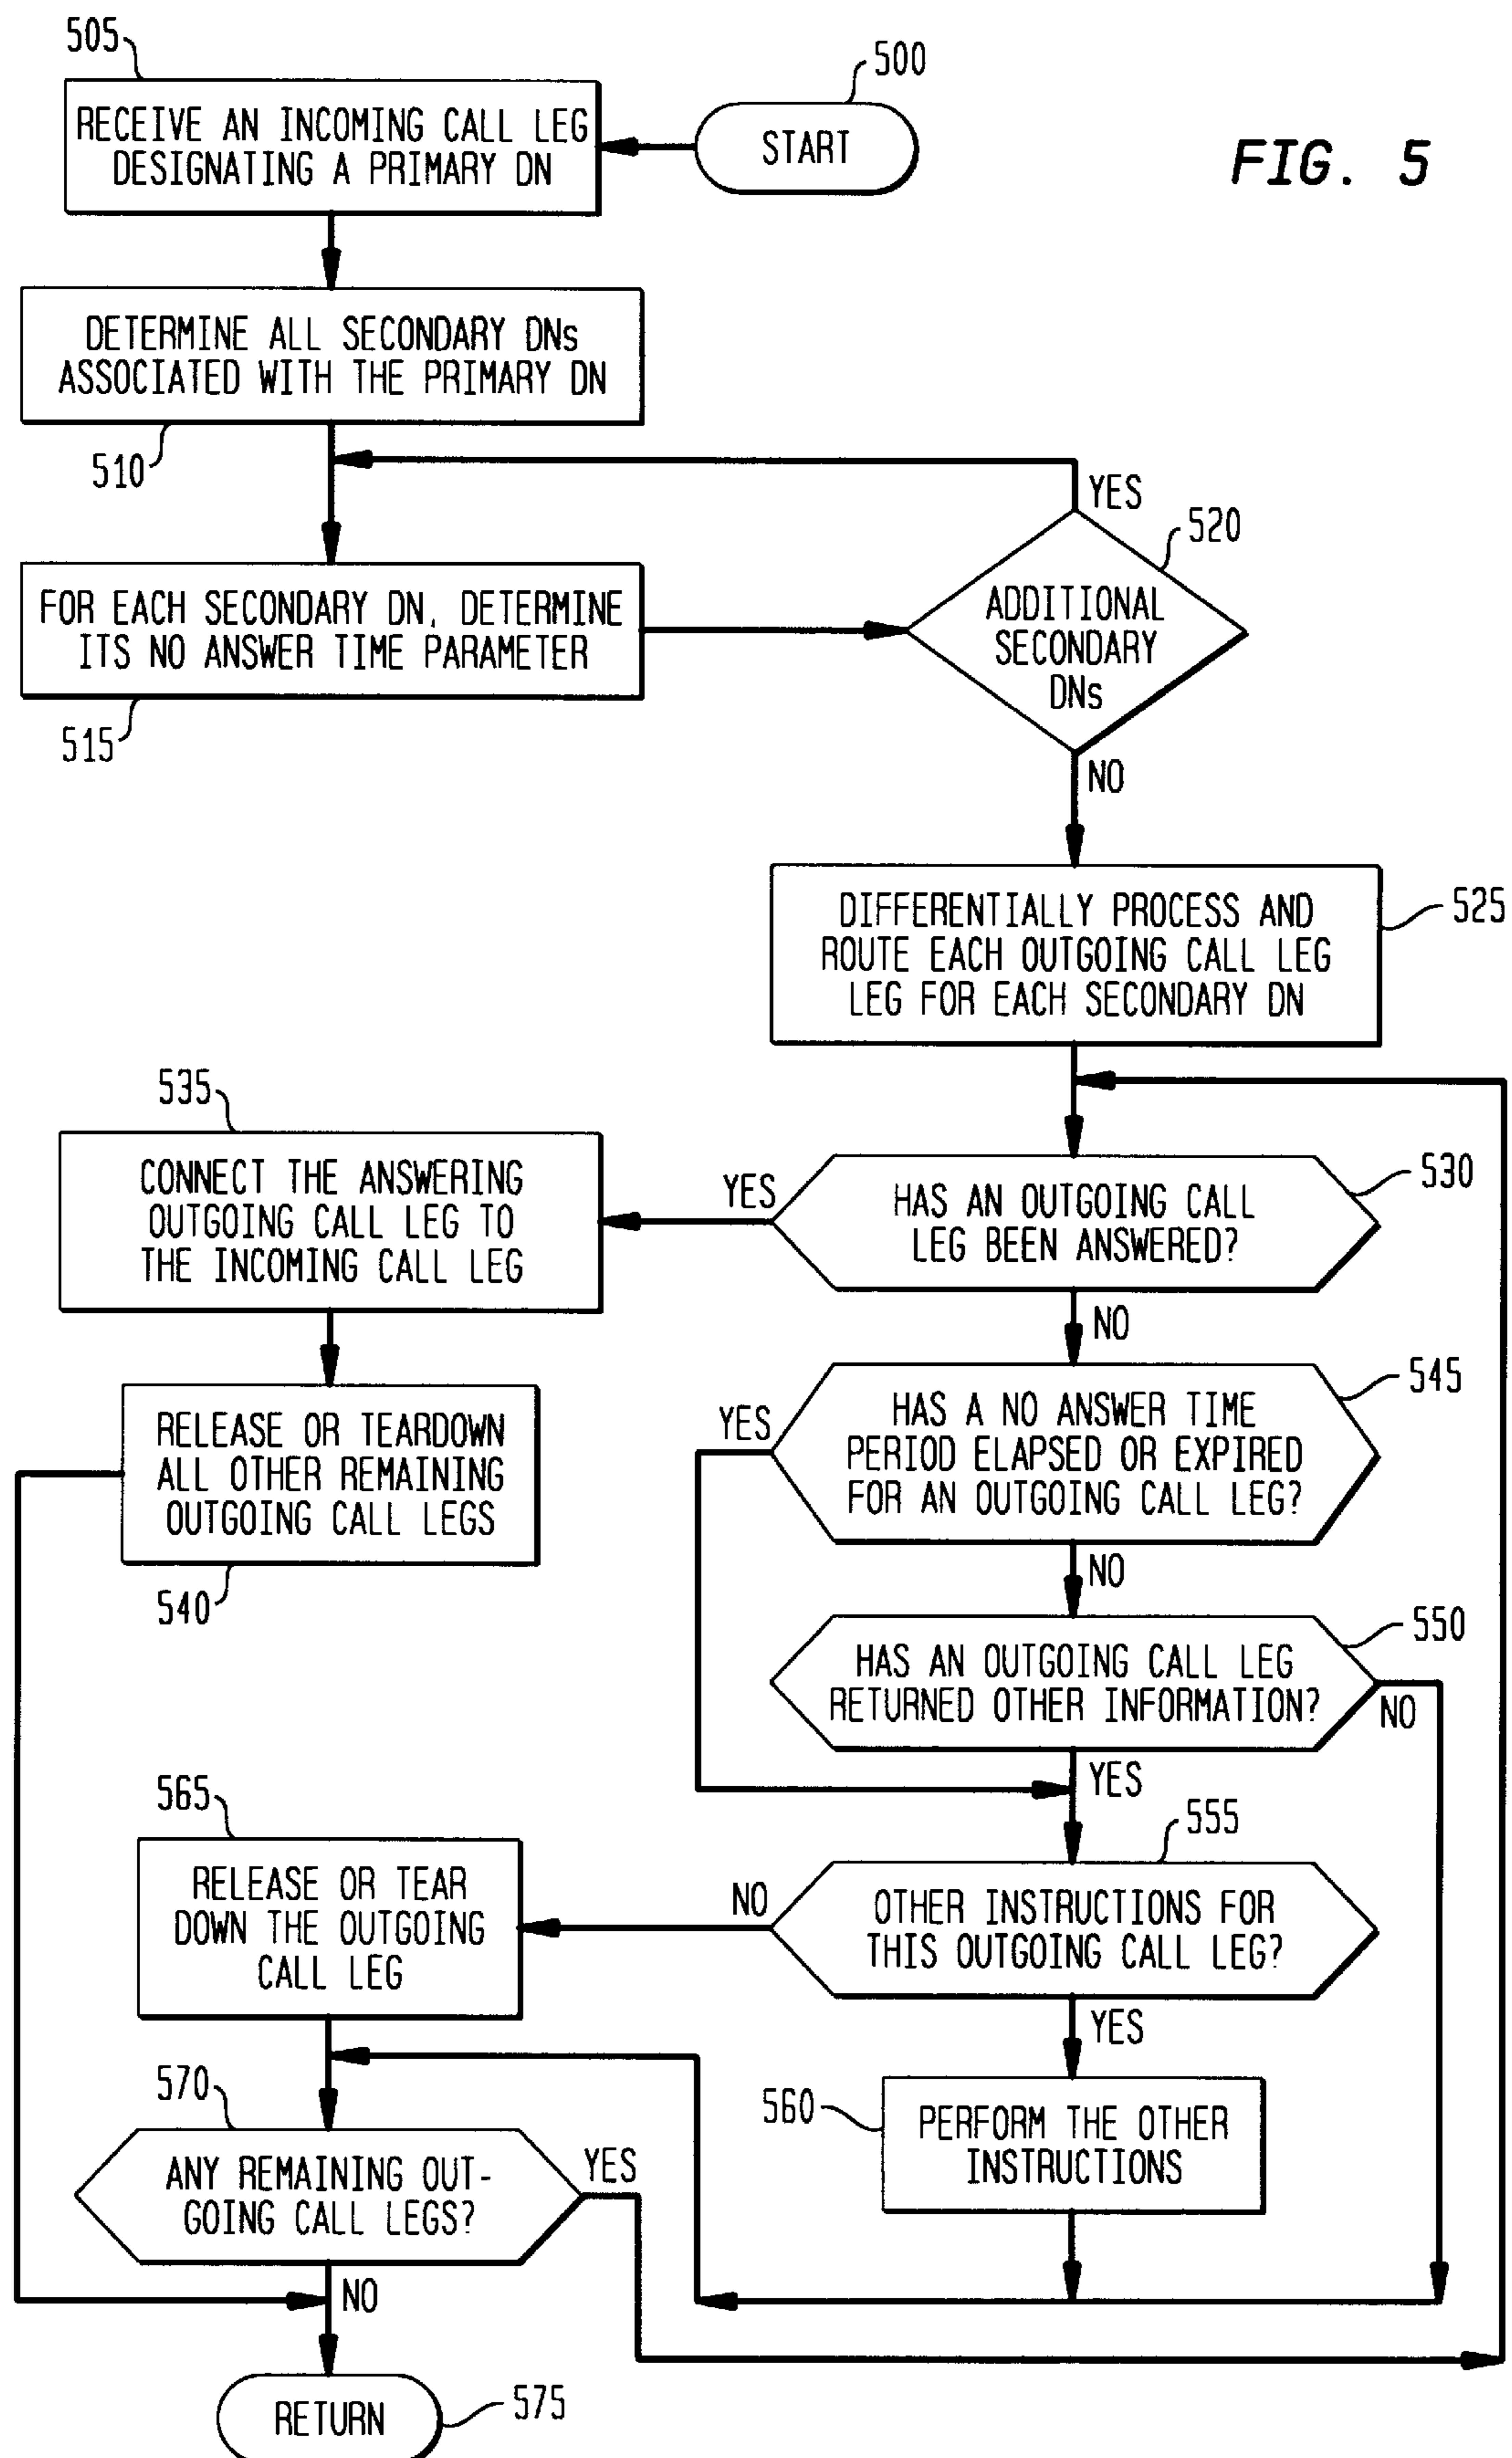 505
500
RECEIVE AN INCOMING CALL LEG
DESIGNATING A PRIMARY DN
START
FIG. 5
DETERMINE ALL SECONDARY DNs
ASSOCIATED WITH THE PRIMARY DN
510
YES
520
FOR EACH SECONDARY DN, DETERMINE
ITS NO ANSWER TIME PARAMETER
515
ADDITIONAL
SECONDARY
DNs
NO
DIFFERENTIALLY PROCESS AND
ROUTE EACH OUTGOING CALL LEG
LEG FOR EACH SECONDARY DN
525
535
CONNECT THE ANSWERING
OUTGOING CALL LEG TO
THE INCOMING CALL LEG
YES
HAS AN OUTGOING CALL
LEG BEEN ANSWERED?
530
NO
RELEASE OR TEARDOWN
ALL OTHER REMAINING
OUTGOING CALL LEGS
540
YES
HAS A NO ANSWER TIME
PERIOD ELAPSED OR EXPIRED
FOR AN OUTGOING CALL LEG?
545
NO
HAS AN OUTGOING CALL LEG
RETURNED OTHER INFORMATION?
550
NO
YES
565
RELEASE OR TEAR
DOWN THE OUTGOING
CALL LEG
NO
555
OTHER INSTRUCTIONS FOR
THIS OUTGOING CALL LEG?
YES
570
ANY REMAINING OUT-
GOING CALL LEGS?
YES
560
PERFORM THE OTHER
INSTRUCTIONS
NO
RETURN
575